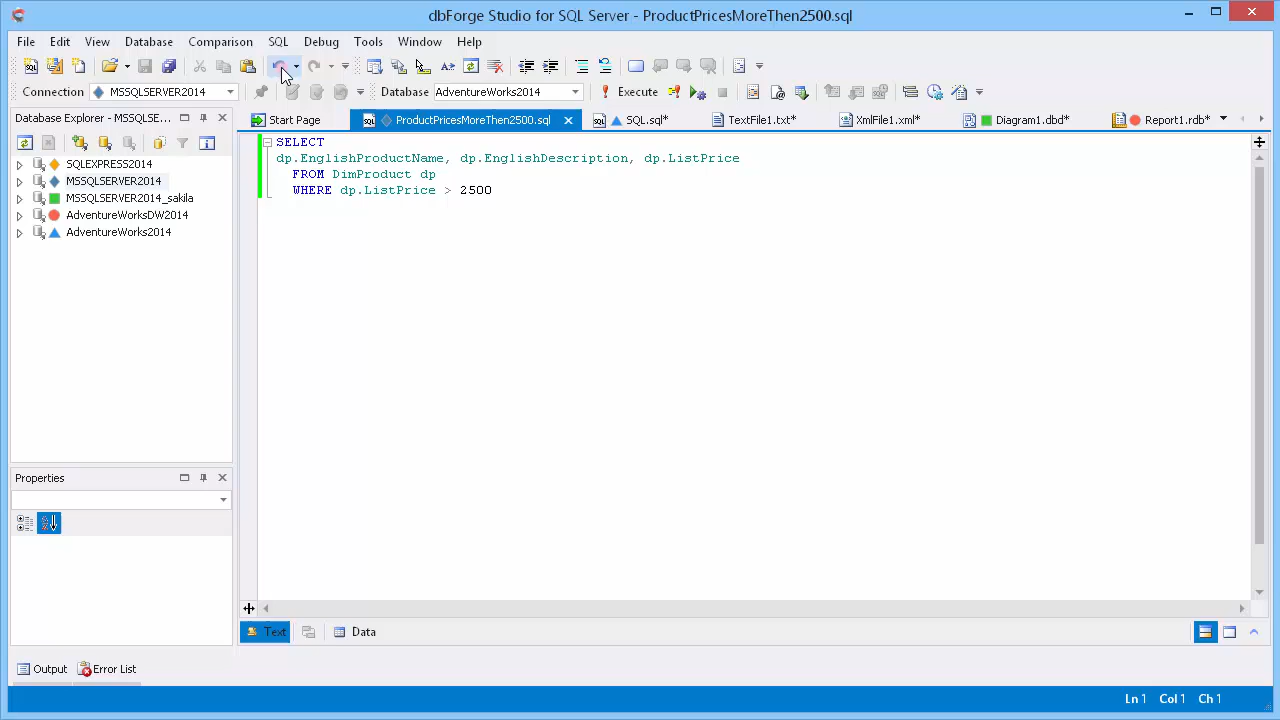 dbForge Studio for SQL Server - ProductPricesMoreThen2500.sql
File Edit View Database Comparison SQL Debug Tools Window Help
Connection MSSQLSERVER2014 Database AdventureWorks2014 Execute
Database Explorer - MSSQLSE...
Start Page ProductPricesMoreThen2500.sql SQL.sql* TextFile1.txt* XmlFile1.xml* Diagram1.dbd* Report1.rdb*
SQLEXPRESS2014
MSSQLSERVER2014
MSSQLSERVER2014_sakila
AdventureWorksDW2014
AdventureWorks2014
SELECT
dp.EnglishProductName, dp.EnglishDescription, dp.ListPrice
FROM DimProduct dp
WHERE dp.ListPrice > 2500
Properties
Text Data
Output Error List
Ln 1 Col 1 Ch 1